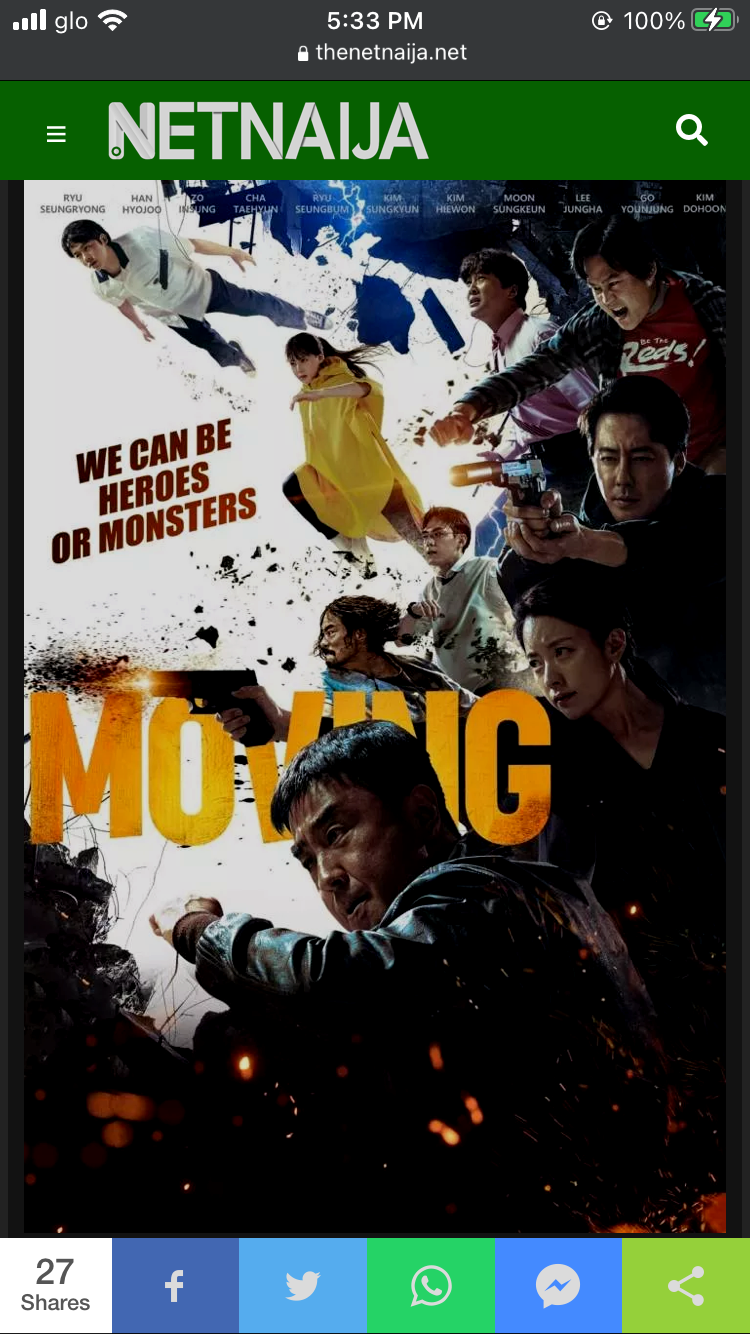 glo 5:33 PM 100%
thenetnaija.net
NETNAIJA
RYU SEUNGRYONG
HAN HYOJOO
ZO INSUNG
CHA TAEHYUN
RYU SEUNGBUM
KIM SUNGKYUN
KIM HIEWON
MOON SUNGKEUN
LEE JUNGHA
GO YOUNJUNG
KIM DOHOON
BE THE
Reds!
WE CAN BE
HEROES
OR MONSTERS
MOVING
27
Shares